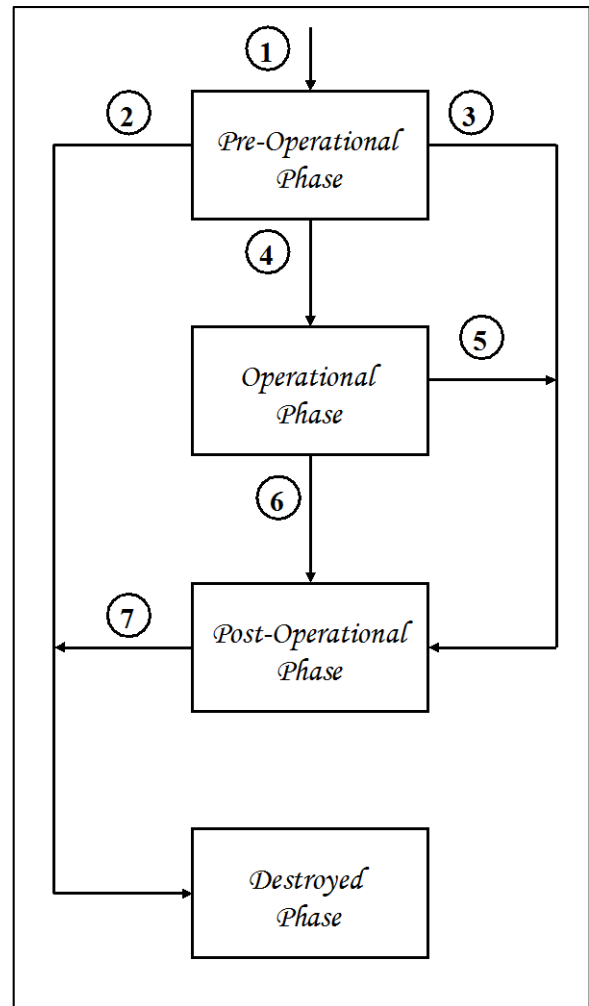 1
2
3
Pre-Operational
Phase
4
Operational
Phase
5
6
7
Post-Operational
Phase
Destroyed
Phase